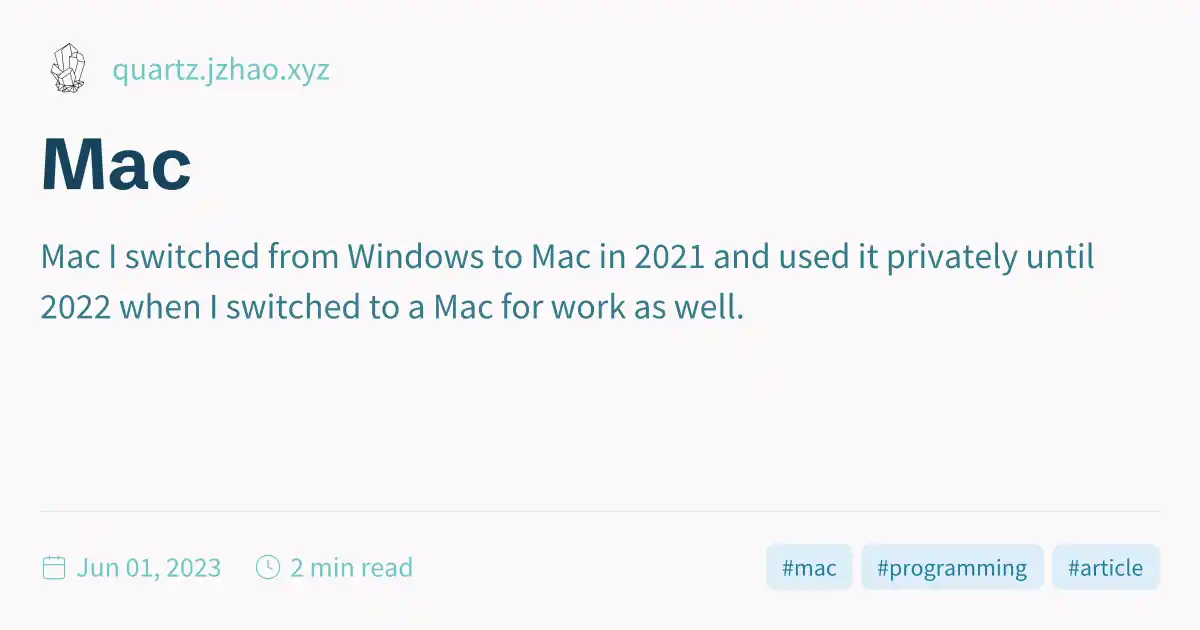 quartz.jzhao.xyz
Mac
Mac I switched from Windows to Mac in 2021 and used it privately until
2022 when I switched to a Mac for work as well.
Jun 01, 2023 2 min read #mac #programming #article